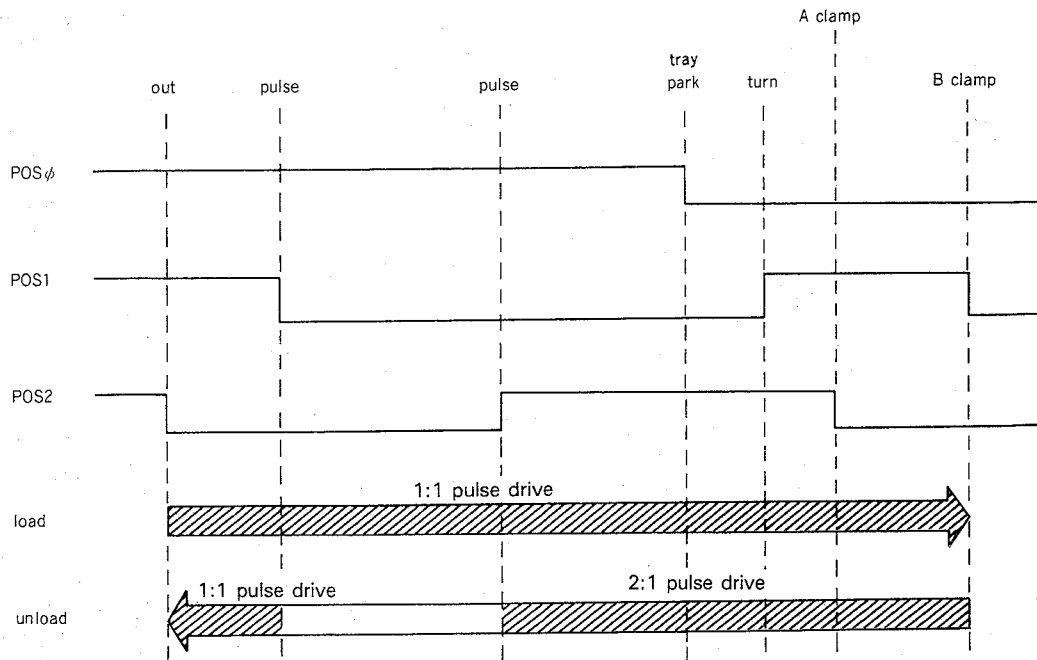 A clamp
out
pulse
pulse
tray
park
turn
B clamp
POSϕ
POS1
POS2
1:1 pulse drive
load
1:1 pulse drive
2:1 pulse drive
unload